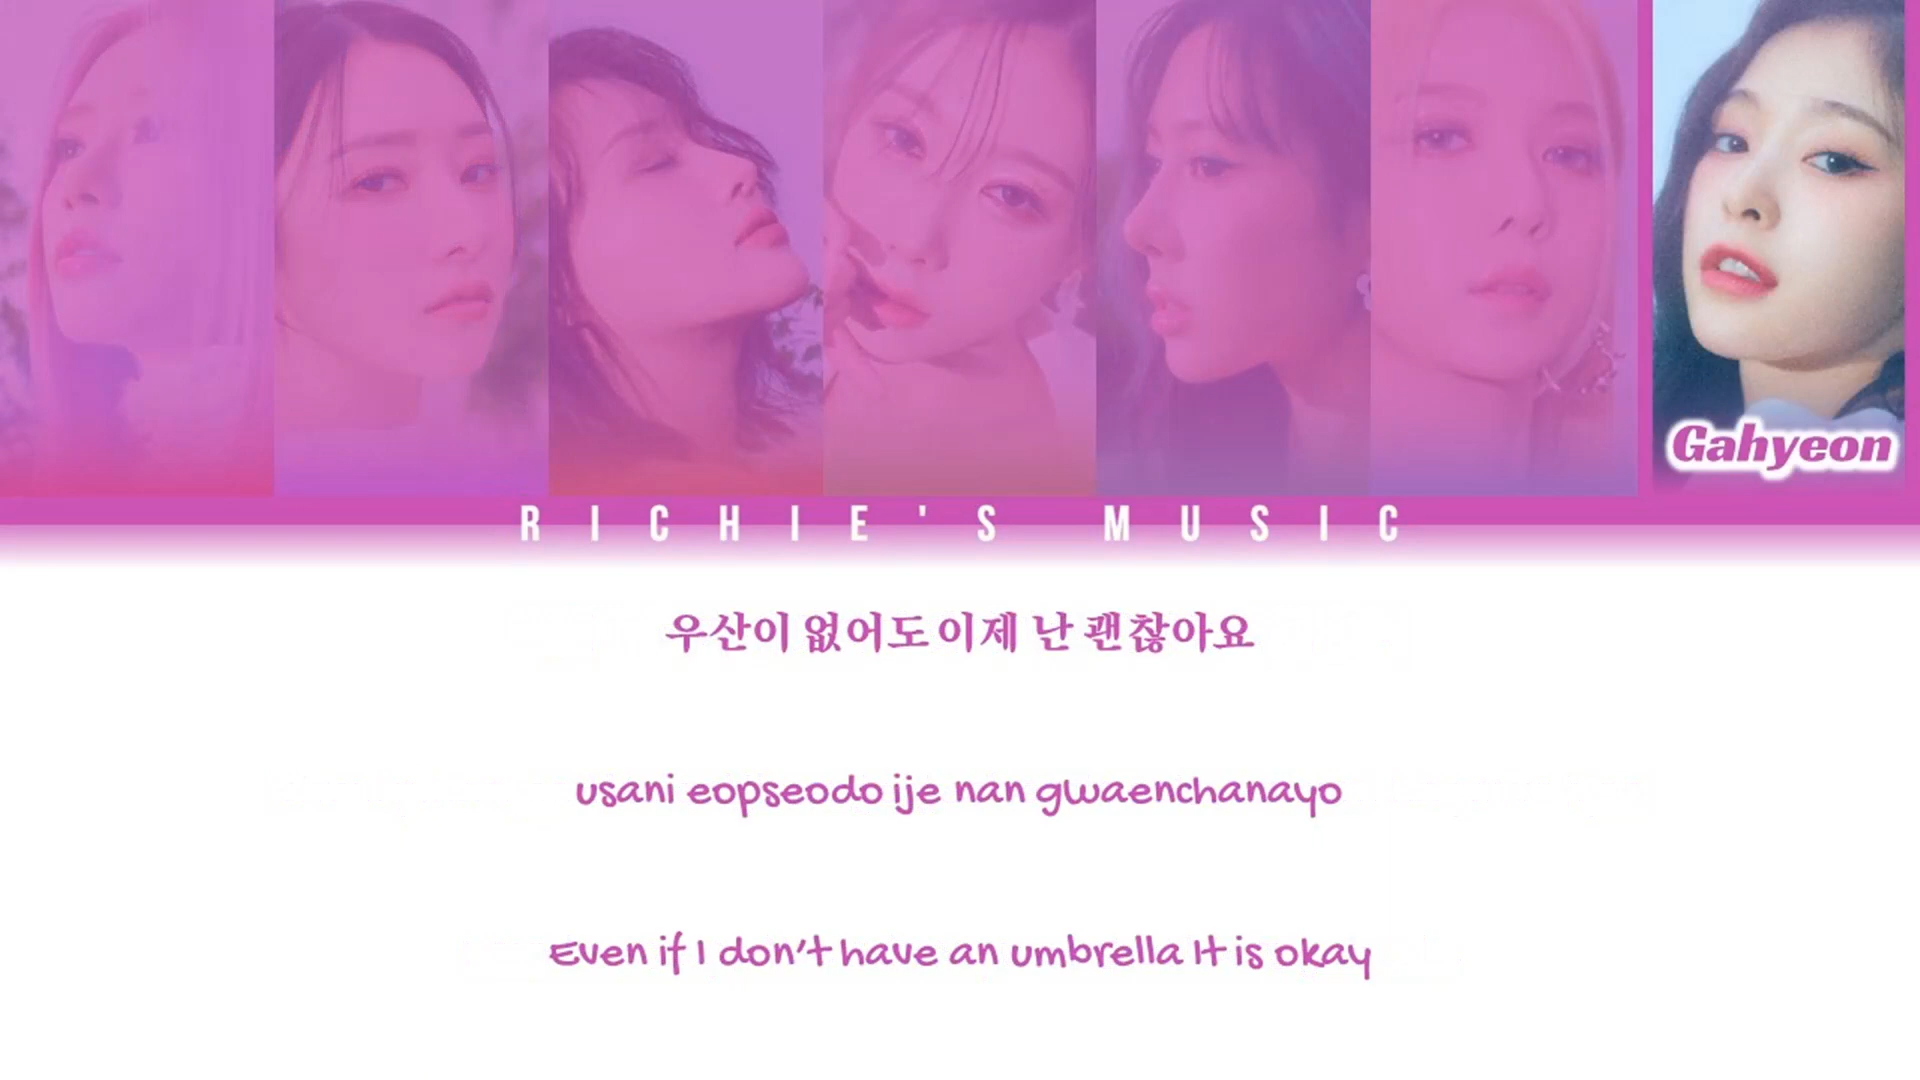 Gahyeon
RICHIE'S MUSIC
우산이 없어도 이제 난 괜찮아요
usani eopseodo ije nan gwaenchanayo
Even if I don't have an umbrella It is okay